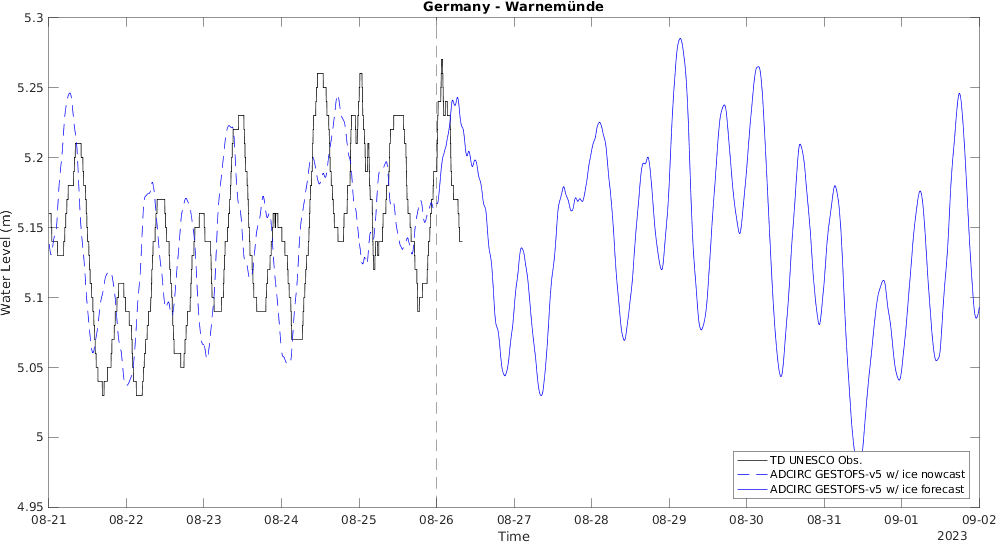 Germany - Warnemünde
Water Level (m)
5.3
5.25
5.2
5.15
5.1
5.05
5
4.95
08-21 08-22 08-23 08-24 08-25 08-26 08-27 08-28 08-29 08-30 08-31 09-01 09-02
Time
2023
TD UNESCO Obs.
ADCIRC GESTOFS-v5 w/ ice nowcast
ADCIRC GESTOFS-v5 w/ ice forecast